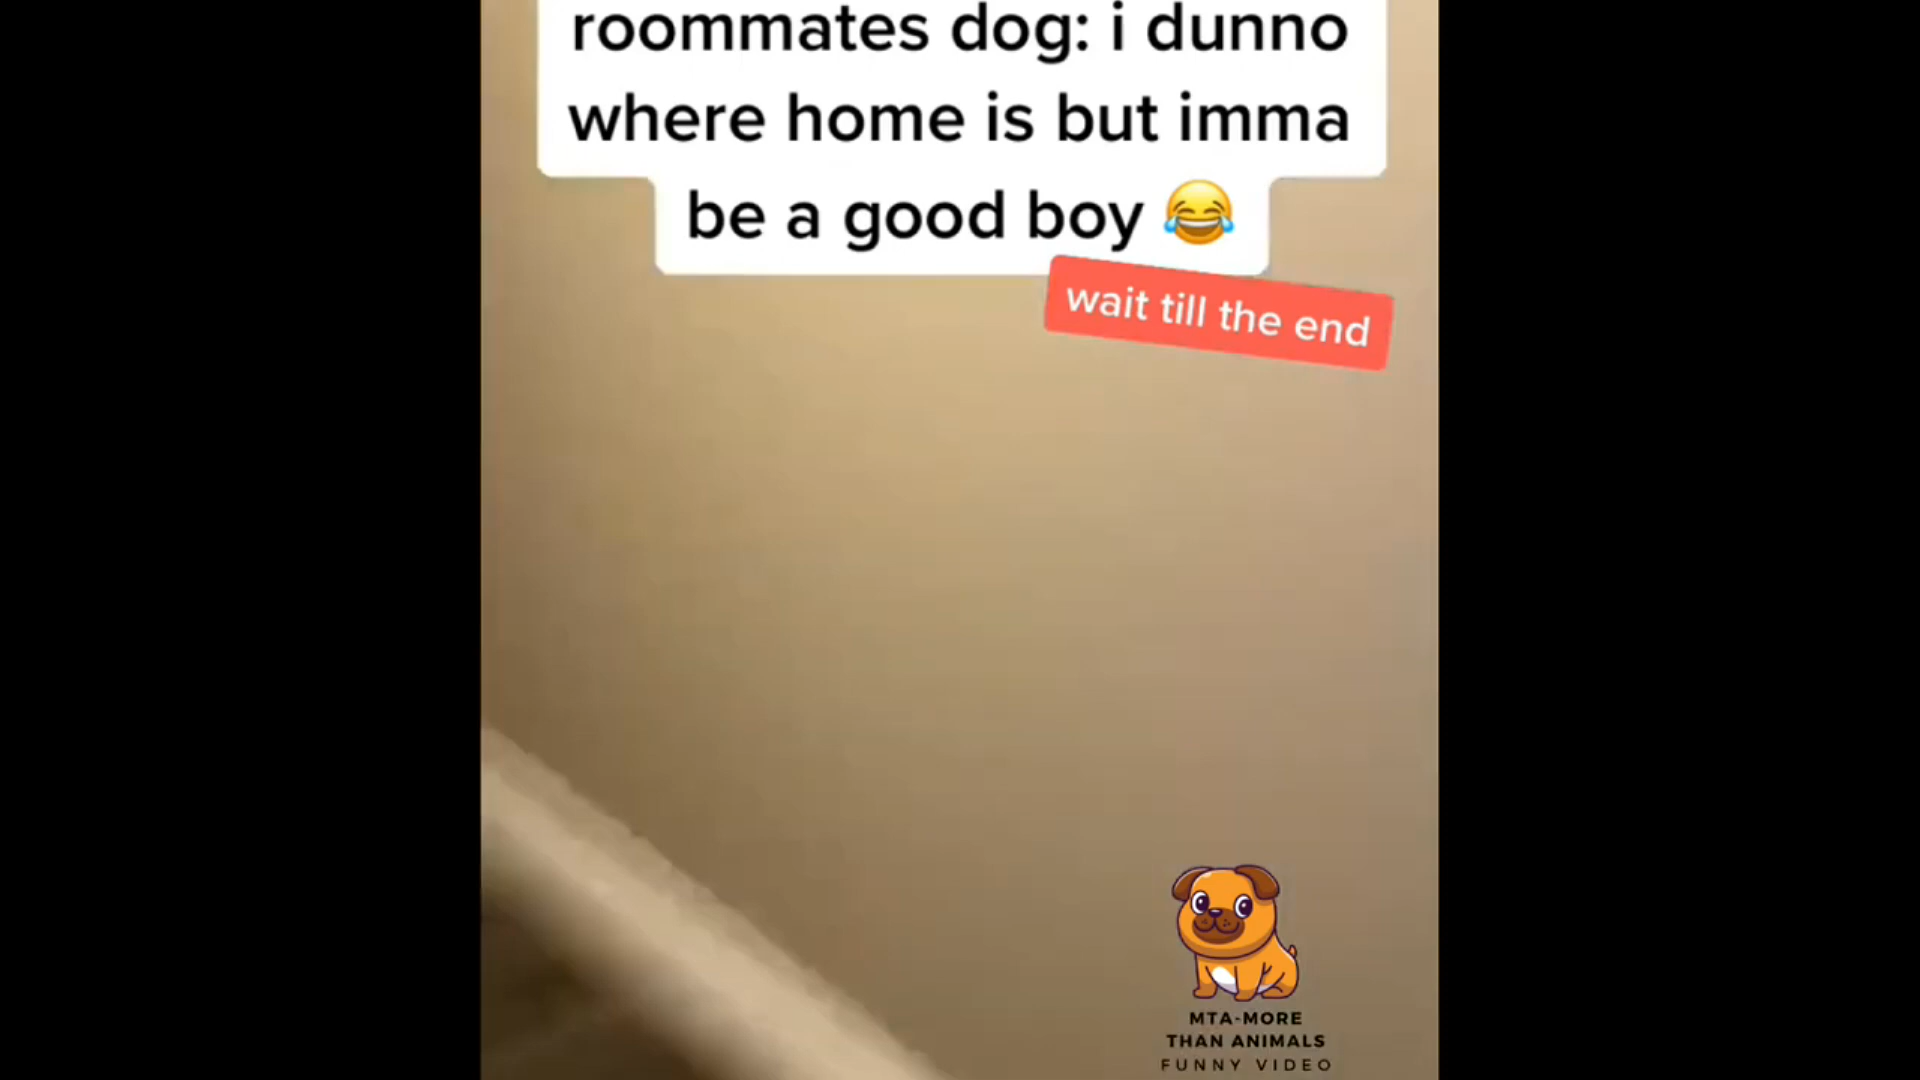 roommates dog: i dunno
where home is but imma
be a good boy 😂
wait till the end
MTA-MORE
THAN ANIMALS
FUNNY VIDEO